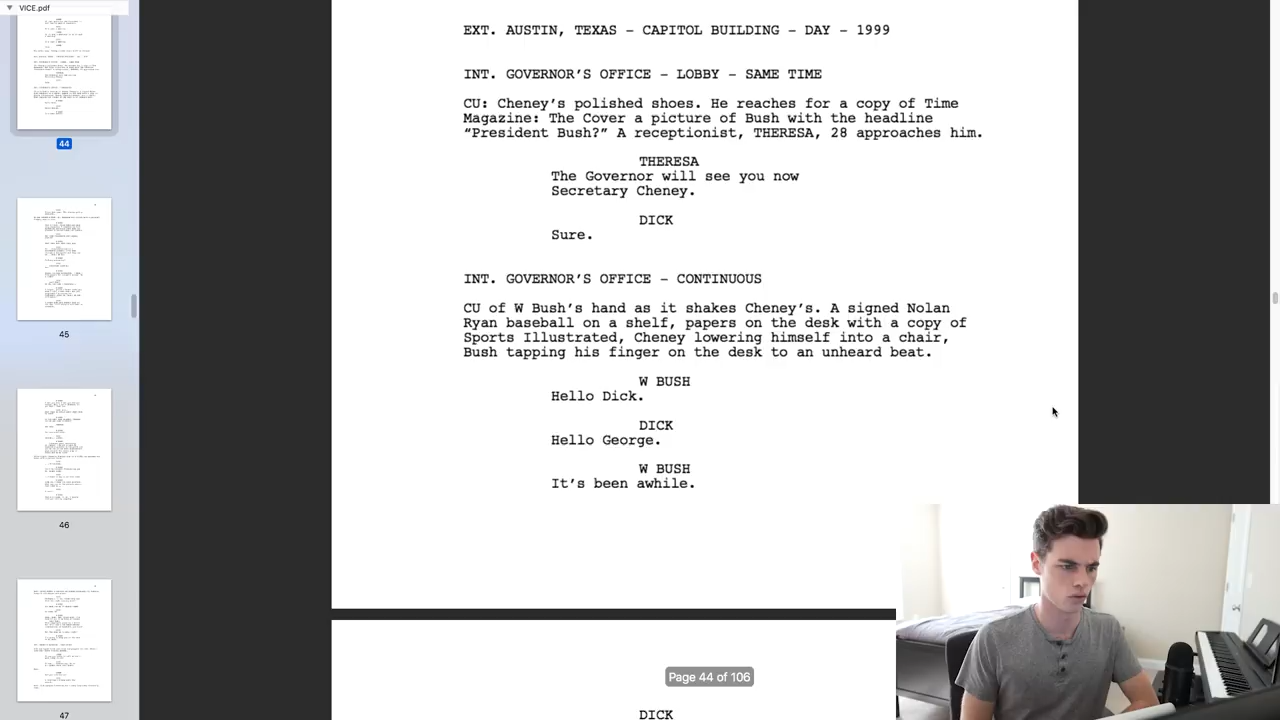 VICE.pdf
EXT. AUSTIN, TEXAS – CAPITOL BUILDING – DAY – 1999
INT. GOVERNOR'S OFFICE – LOBBY – SAME TIME
CU: Cheney's polished shoes. He reaches for a copy of Time
Magazine: The Cover a picture of Bush with the headline
"President Bush?" A receptionist, THERESA, 28 approaches him.
THERESA
The Governor will see you now
Secretary Cheney.
DICK
Sure.
INT. GOVERNOR'S OFFICE – CONTINUOUS
CU of W Bush's hand as it shakes Cheney's. A signed Nolan
Ryan baseball on a shelf, papers on the desk with a copy of
Sports Illustrated, Cheney lowering himself into a chair,
Bush tapping his finger on the desk to an unheard beat.
W BUSH
Hello Dick.
DICK
Hello George.
W BUSH
It's been awhile.
Page 44 of 106
DICK
44
45
46
47